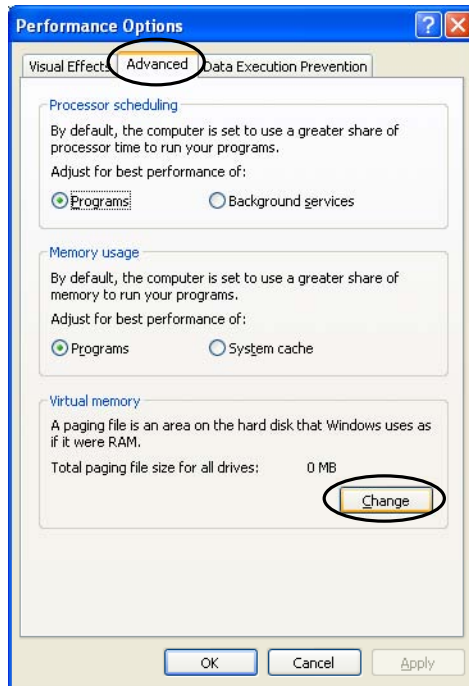 Performance Options
Visual Effects Advanced Data Execution Prevention
Processor scheduling
By default, the computer is set to use a greater share of
processor time to run your programs.
Adjust for best performance of:
Programs Background services
Memory usage
By default, the computer is set to use a greater share of
memory to run your programs.
Adjust for best performance of:
Programs System cache
Virtual memory
A paging file is an area on the hard disk that Windows uses as
if it were RAM.
Total paging file size for all drives: 0 MB
Change
OK Cancel Apply